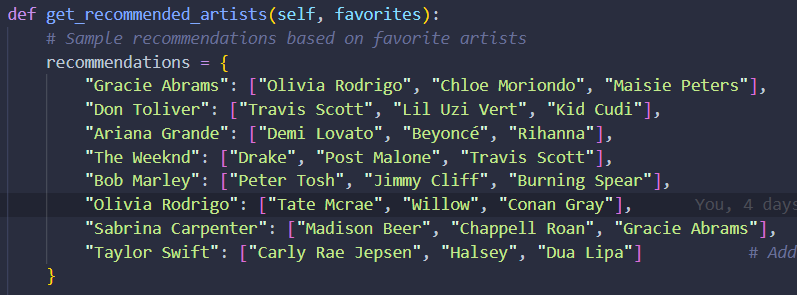 def get_recommended_artists(self, favorites):
# Sample recommendations based on favorite artists
recommendations = {
"Gracie Abrams": ["Olivia Rodrigo", "Chloe Moriondo", "Maisie Peters"],
"Don Toliver": ["Travis Scott", "Lil Uzi Vert", "Kid Cudi"],
"Ariana Grande": ["Demi Lovato", "Beyoncé", "Rihanna"],
"The Weeknd": ["Drake", "Post Malone", "Travis Scott"],
"Bob Marley": ["Peter Tosh", "Jimmy Cliff", "Burning Spear"],
"Olivia Rodrigo": ["Tate Mcrae", "Willow", "Conan Gray"], You, 4 days
"Sabrina Carpenter": ["Madison Beer", "Chappell Roan", "Gracie Abrams"],
"Taylor Swift": ["Carly Rae Jepsen", "Halsey", "Dua Lipa"] # Add
}